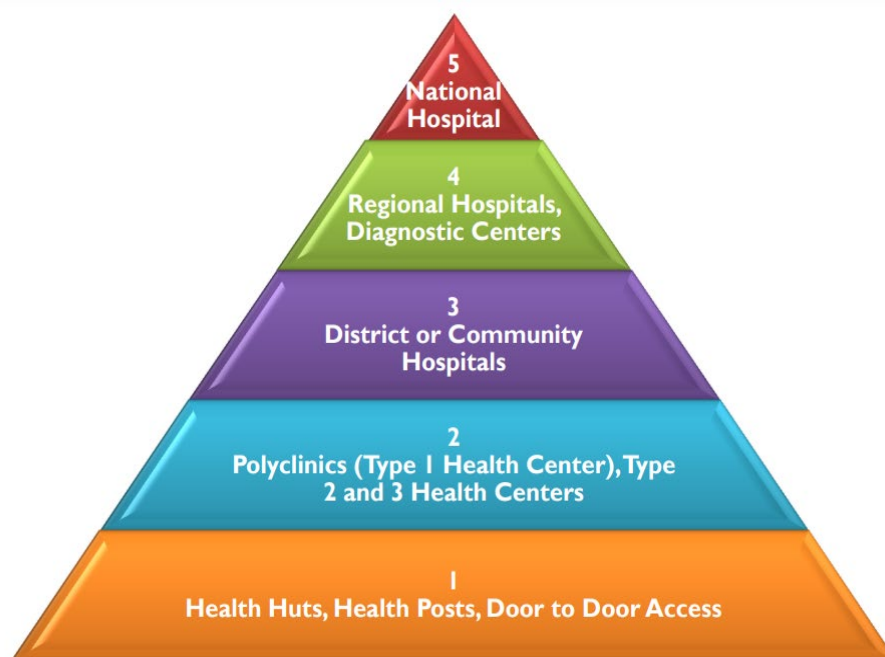 5
National
Hospital
4
Regional Hospitals,
Diagnostic Centers
3
District or Community
Hospitals
2
Polyclinics (Type 1 Health Center), Type
2 and 3 Health Centers
1
Health Huts, Health Posts, Door to Door Access